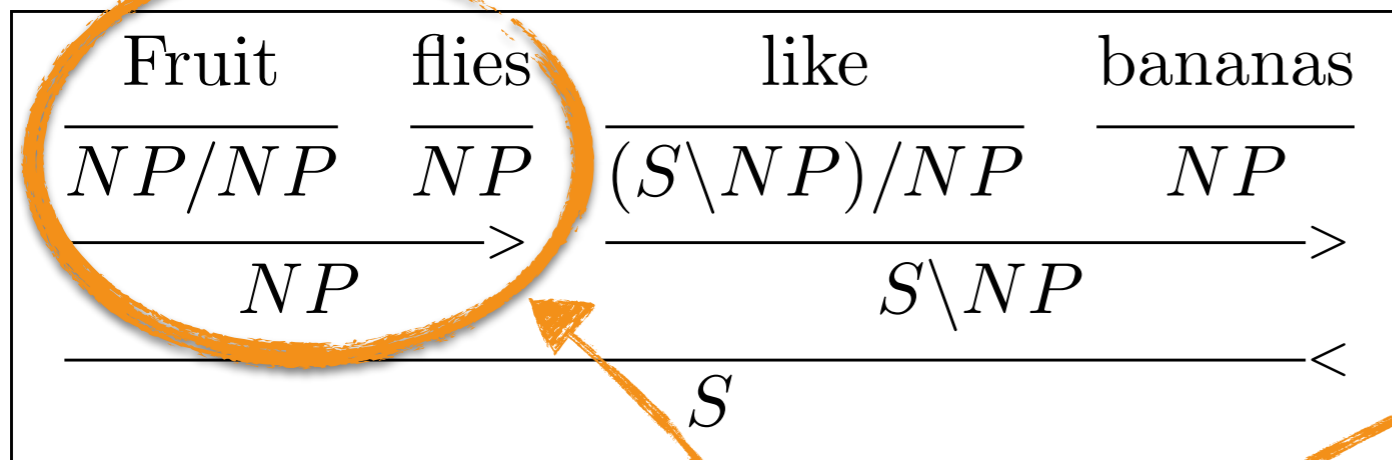 Fruit flies like bananas
NP/NP NP (S\NP)/NP NP
> >
NP S\NP
<
S